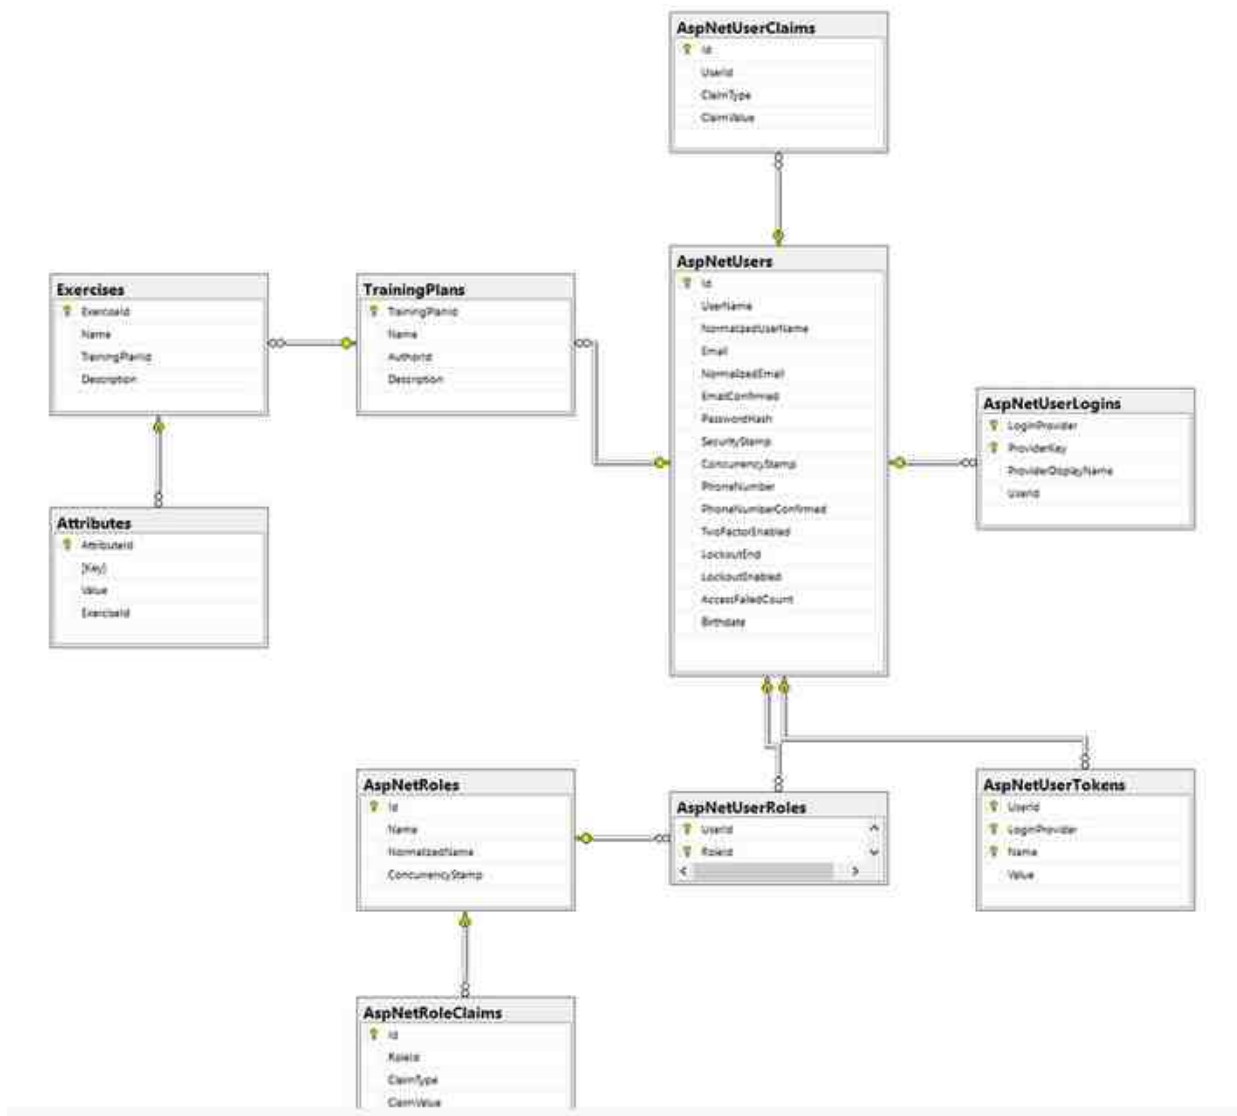 AspNetUserClaims
Id
UserId
ClaimType
ClaimValue
AspNetUsers
Id
UserName
NormalizedUserName
Email
NormalizedEmail
EmailConfirmed
PasswordHash
SecurityStamp
ConcurrencyStamp
PhoneNumber
PhoneNumberConfirmed
TwoFactorEnabled
LockoutEnd
LockoutEnabled
AccessFailedCount
Birthdate
Exercises
ExerciseId
Name
TrainingPlanId
Description
TrainingPlans
TrainingPlanId
Name
AuthorId
Description
AspNetUserLogins
LoginProvider
ProviderKey
ProviderDisplayName
UserId
Attributes
AttributeId
[Key]
Value
ExerciseId
AspNetRoles
Id
Name
NormalizedName
ConcurrencyStamp
AspNetUserRoles
UserId
RoleId
AspNetUserTokens
UserId
LoginProvider
Name
Value
AspNetRoleClaims
Id
RoleId
ClaimType
ClaimValue